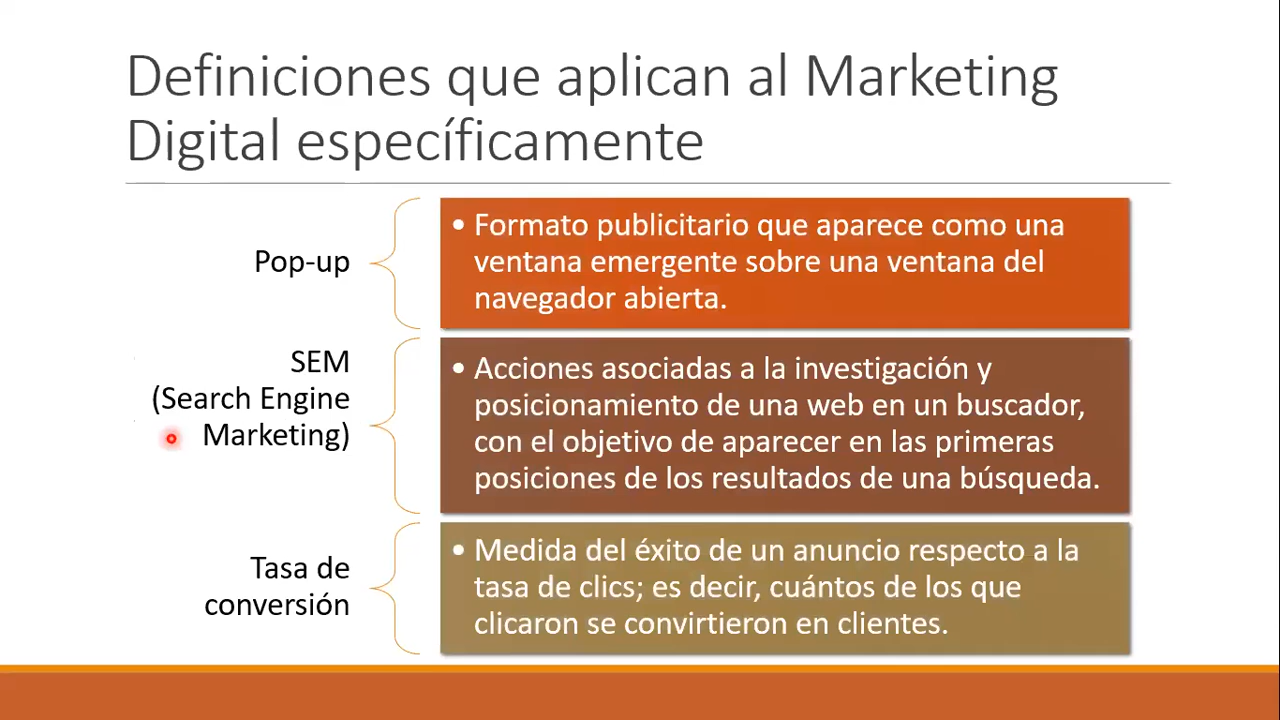 Definiciones que aplican al Marketing
Digital específicamente
Pop-up
• Formato publicitario que aparece como una
ventana emergente sobre una ventana del
navegador abierta.
SEM
(Search Engine
Marketing)
• Acciones asociadas a la investigación y
posicionamiento de una web en un buscador,
con el objetivo de aparecer en las primeras
posiciones de los resultados de una búsqueda.
Tasa de
conversión
• Medida del éxito de un anuncio respecto a la
tasa de clics; es decir, cuántos de los que
clicaron se convirtieron en clientes.